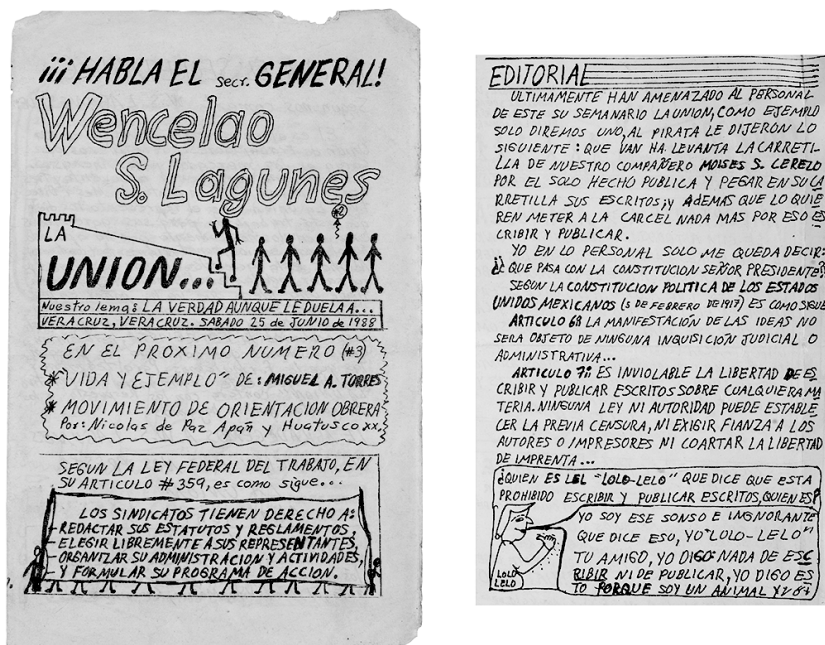 ¡¡¡ HABLA EL secr. GENERAL!
Wencelao
S. Lagunes
#2
LA
UNION...
Nuestro lema: LA VERDAD AUNQUE LE DUELA A...
VERACRUZ, VERACRUZ. SABADO 25 de JUNIO de 1988
EN EL PROXIMO NUMERO (#3)
* "VIDA Y EJEMPLO" DE: MIGUEL A. TORRES
* MOVIMIENTO DE ORIENTACION OBRERA
Por: Nicolas de Paz Apan y Huatusco xx.
SEGUN LA LEY FEDERAL DEL TRABAJO, EN
SU ARTICULO # 359, es como sigue...
LOS SINDICATOS TIENEN DERECHO A:
-REDACTAR SUS ESTATUTOS Y REGLAMENTOS,
-ELEGIR LIBREMENTE A SUS REPRESENTANTES,
-ORGANIZAR SU ADMINISTRACION Y ACTIVIDADES,
-Y FORMULAR SU PROGRAMA DE ACCION.
EDITORIAL
ULTIMAMENTE HAN AMENAZADO AL PERSONAL
DE ESTE SU SEMANARIO LA UNION, COMO EJEMPLO
SOLO DIREMOS UNO, AL PIRATA LE DIJERON LO
SIGUIENTE: QUE VAN HA LEVANTA LA CARRETI-
LLA DE NUESTRO COMPAÑERO MOISES S. CEREZO
POR EL SOLO HECHO PUBLICA Y PEGAR EN SU CA
RRETILLA SUS ESCRITOS; Y ADEMAS QUE LO QUIE
REN METER A LA CARCEL NADA MAS POR ESO ES
CRIBIR Y PUBLICAR.
YO EN LO PERSONAL SOLO ME QUEDA DECIR:
¿QUE PASA CON LA CONSTITUCION SEÑOR PRESIDENTE?
SEGUN LA CONSTITUCION POLITICA DE LOS ESTADOS
UNIDOS MEXICANOS (5 DE FEBRERO DE 1917) ES COMO SIGUE
ARTICULO 6º LA MANIFESTACIÓN DE LAS IDEAS NO
SERA OBJETO DE NINGUNA INQUISICIÓN JUDICIAL O
ADMINISTRATIVA...
ARTICULO 7º: ES INVIOLABLE LA LIBERTAD DE ES
CRIBIR Y PUBLICAR ESCRITOS SOBRE CUALQUIERA MA
TERIA. NINGUNA LEY NI AUTORIDAD PUEDE ESTABLE
CER LA PREVIA CENSURA, NI EXIGIR FIANZA A LOS
AUTORES O IMPRESORES NI COARTAR LA LIBERTAD
DE IMPRENTA...
¿QUIEN ES LEL "LOLO-LELO" QUE DICE QUE ESTA
PROHIBIDO ESCRIBIR Y PUBLICAR ESCRITOS, QUIEN ES?
YO SOY ESE SONSO E IMGNORANTE
QUE DICE ESO, YO "LOLO-LELO"
TU AMIGO, YO DIGO NADA DE ESC
RIBIR NI DE PUBLICAR, YO DIGO ES
TO PORQUE SOY UN ANIMAL
LOLO
LELO